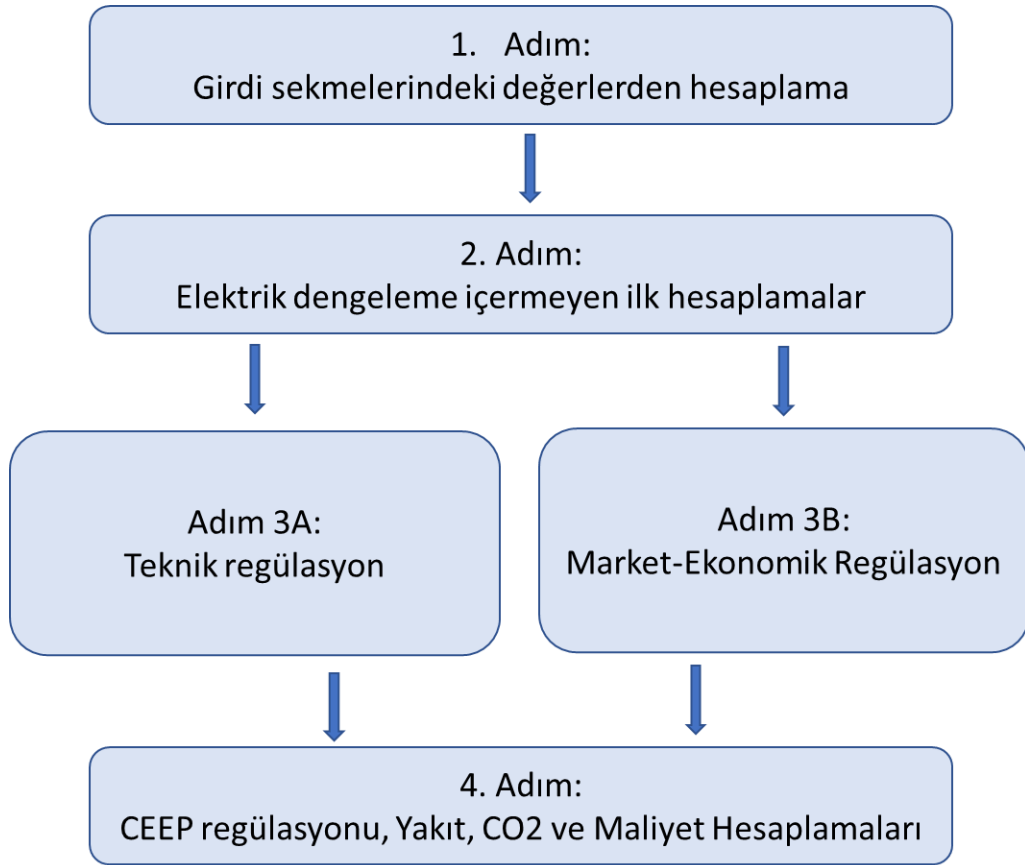 1. Adım:
Girdi sekmelerindeki değerlerden hesaplama
2. Adım:
Elektrik dengeleme içermeyen ilk hesaplamalar
Adım 3A:
Teknik regülasyon
Adım 3B:
Market-Ekonomik Regülasyon
4. Adım:
CEEP regülasyonu, Yakıt, CO2 ve Maliyet Hesaplamaları